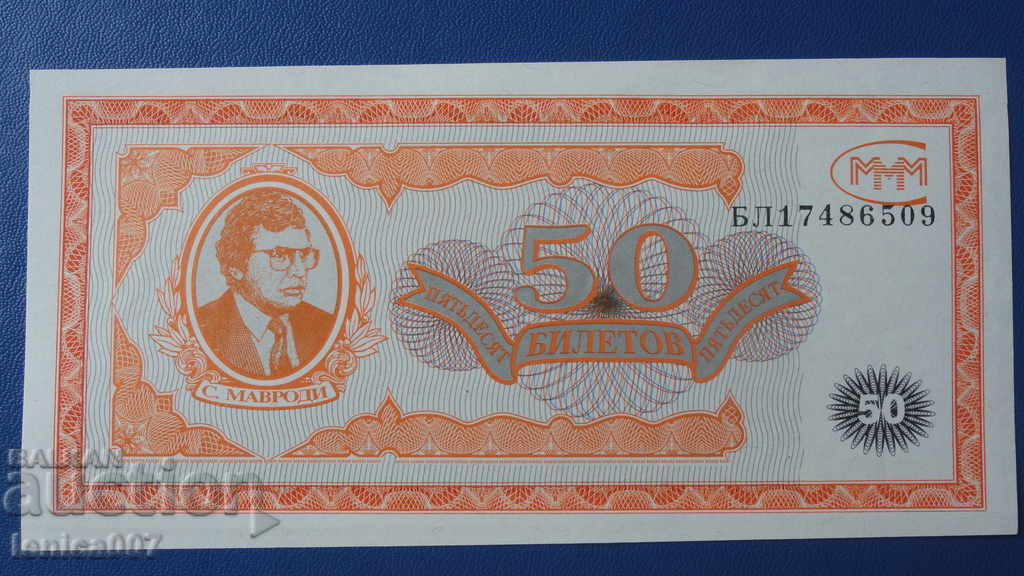 МММ
БЛ17486509
50
ПЯТЬДЕСЯТ БИЛЕТОВ ПЯТЬДЕСЯТ
С. МАВРОДИ
50
BALKAN
auction
lenica007